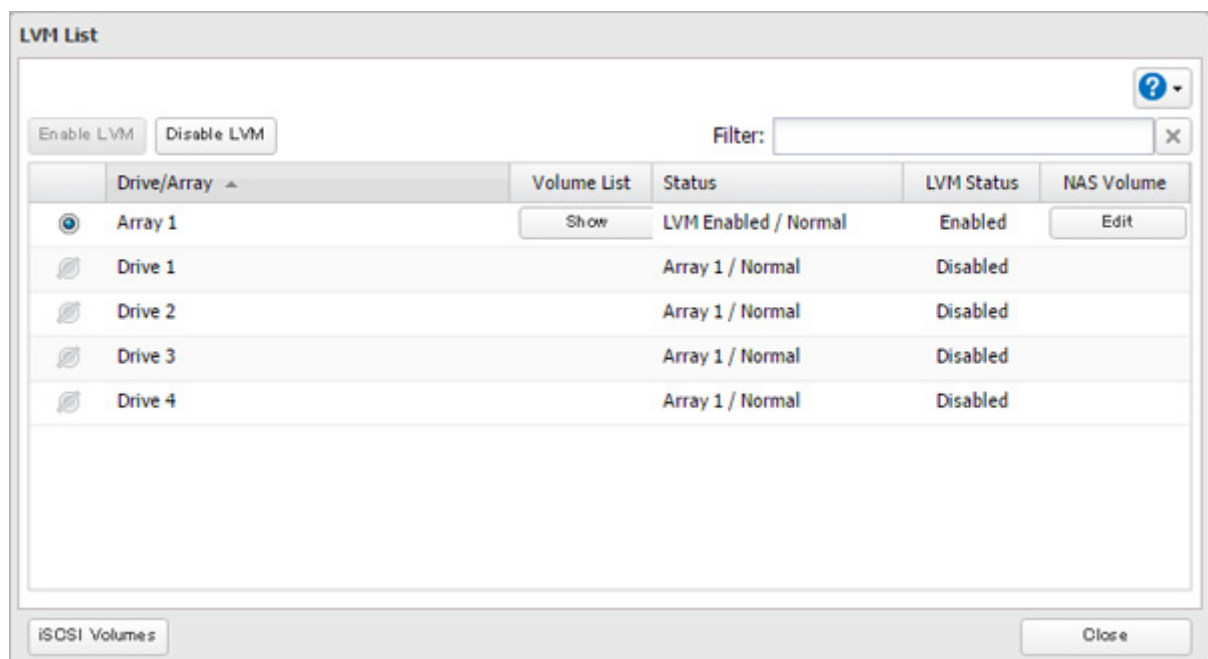 LVM List
?
Enable LVM Disable LVM Filter:
Drive/Array Volume List Status LVM Status NAS Volume
Array 1 Show LVM Enabled / Normal Enabled Edit
Drive 1 Array 1 / Normal Disabled
Drive 2 Array 1 / Normal Disabled
Drive 3 Array 1 / Normal Disabled
Drive 4 Array 1 / Normal Disabled
iSCSI Volumes Close